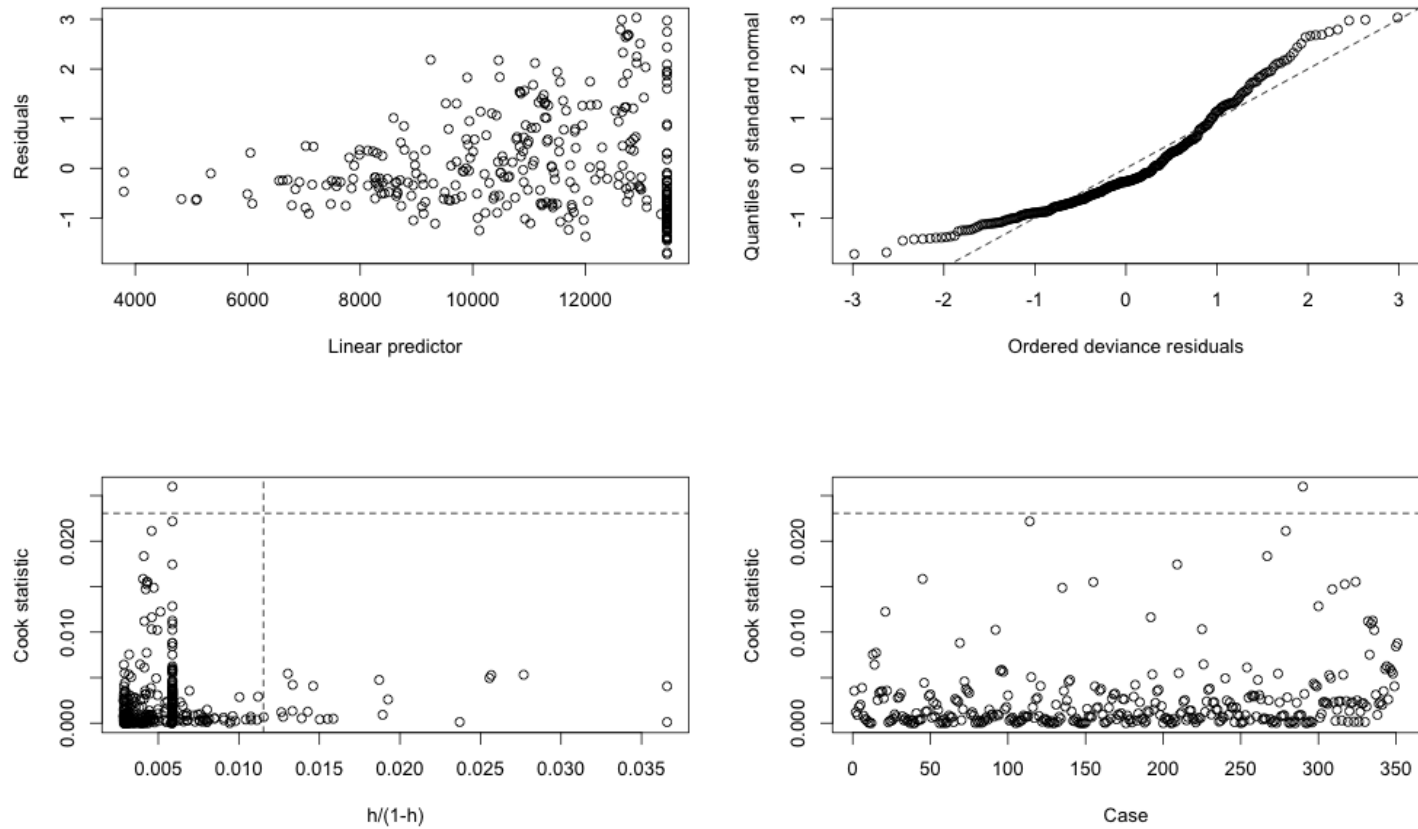 Residuals
3
2
1
0
-1
4000 6000 8000 10000 12000
Linear predictor
Quantiles of standard normal
3
2
1
0
-1
-3 -2 -1 0 1 2 3
Ordered deviance residuals
Cook statistic
0.020
0.010
0.000
0.005 0.010 0.015 0.020 0.025 0.030 0.035
h/(1-h)
Cook statistic
0.020
0.010
0.000
0 50 100 150 200 250 300 350
Case